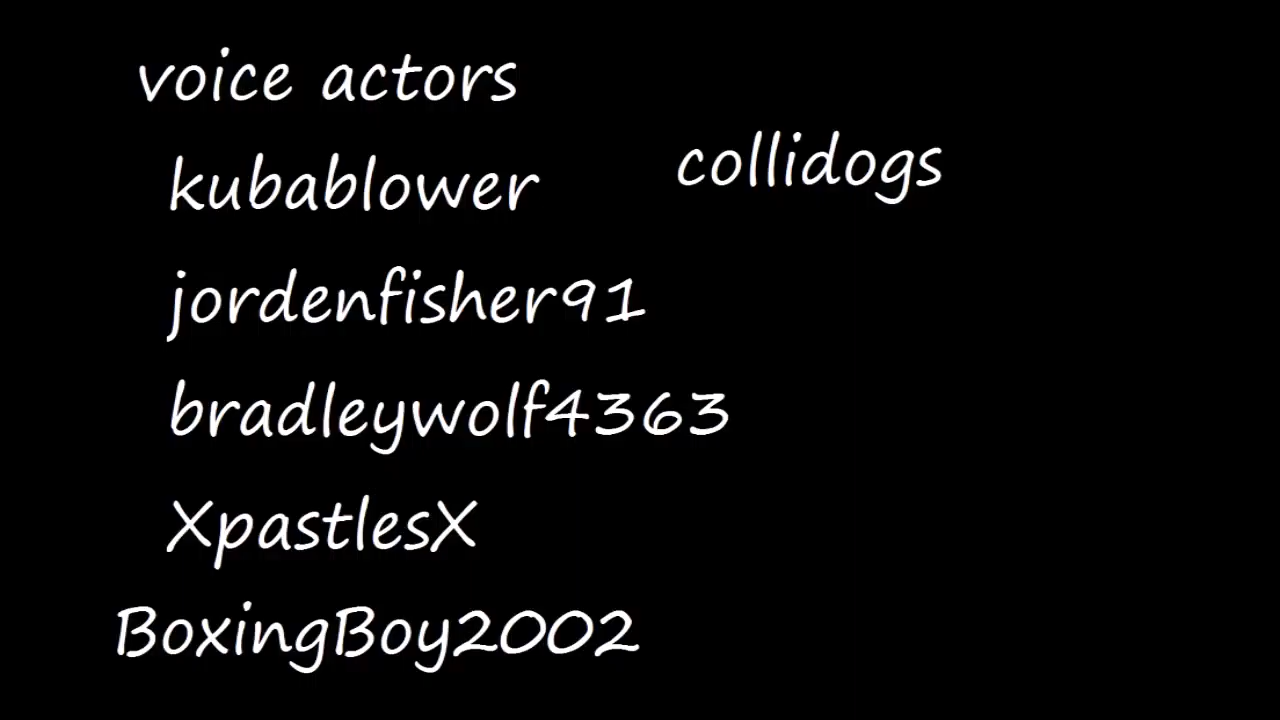 voice actors
kubablower
collidogs
jordenfisher91
bradleywolf4363
XpastlesX
BoxingBoy2002